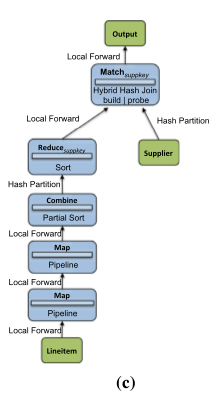 Output
Local Forward
Match suppkey
Hybrid Hash Join
build | probe
Local Forward
Hash Partition
Reduce suppkey
Sort
Supplier
Hash Partition
Combine
Partial Sort
Local Forward
Map
Pipeline
Local Forward
Map
Pipeline
Local Forward
Lineitem
(c)